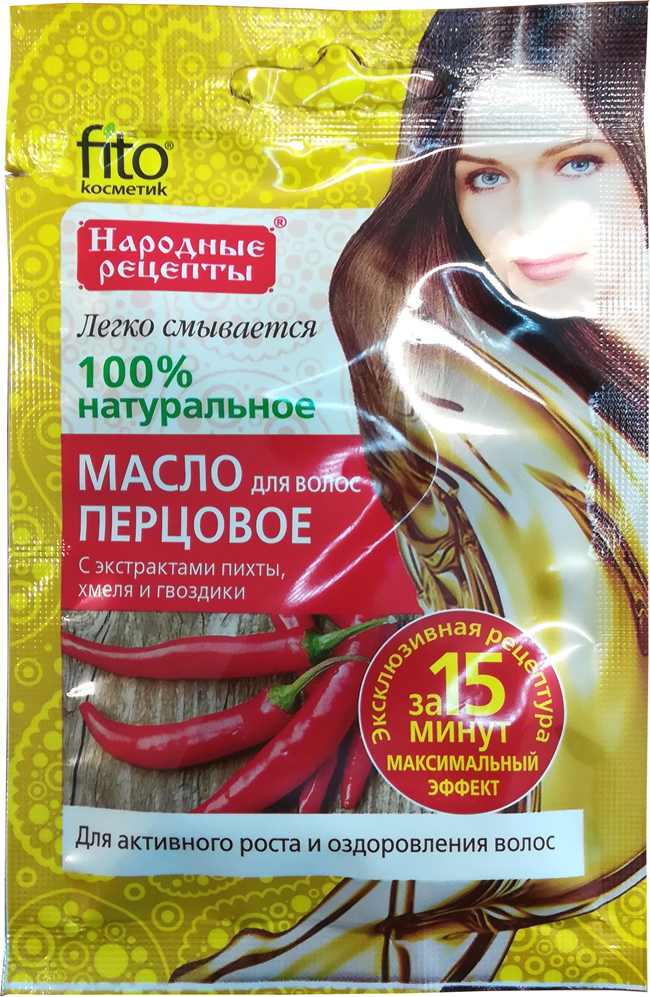 fito®
косметик
Народные®
рецепты
Легко смывается
100%
натуральное
МАСЛО для волос
ПЕРЦОВОЕ
С экстрактами пихты,
хмеля и гвоздики
эксклюзивная рецептура
за 15
минут
МАКСИМАЛЬНЫЙ
ЭФФЕКТ
Для активного роста и оздоровления волос